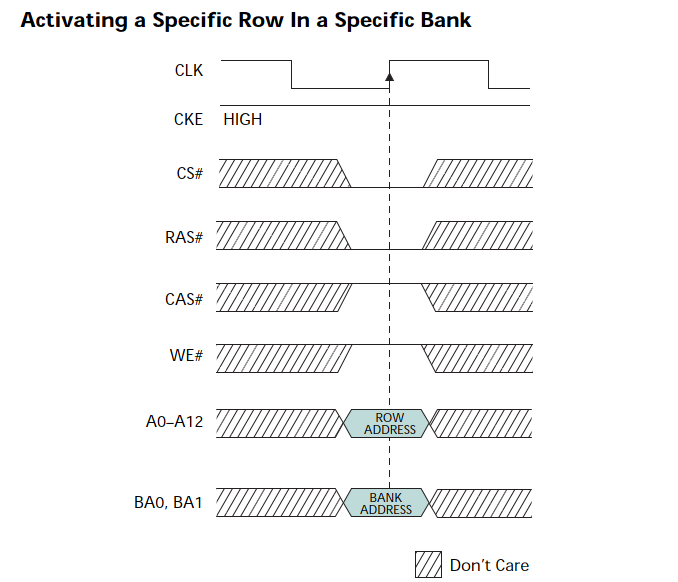 Activating a Specific Row In a Specific Bank
CLK
CKE HIGH
CS#
RAS#
CAS#
WE#
A0–A12
ROW
ADDRESS
BA0, BA1
BANK
ADDRESS
Don't Care